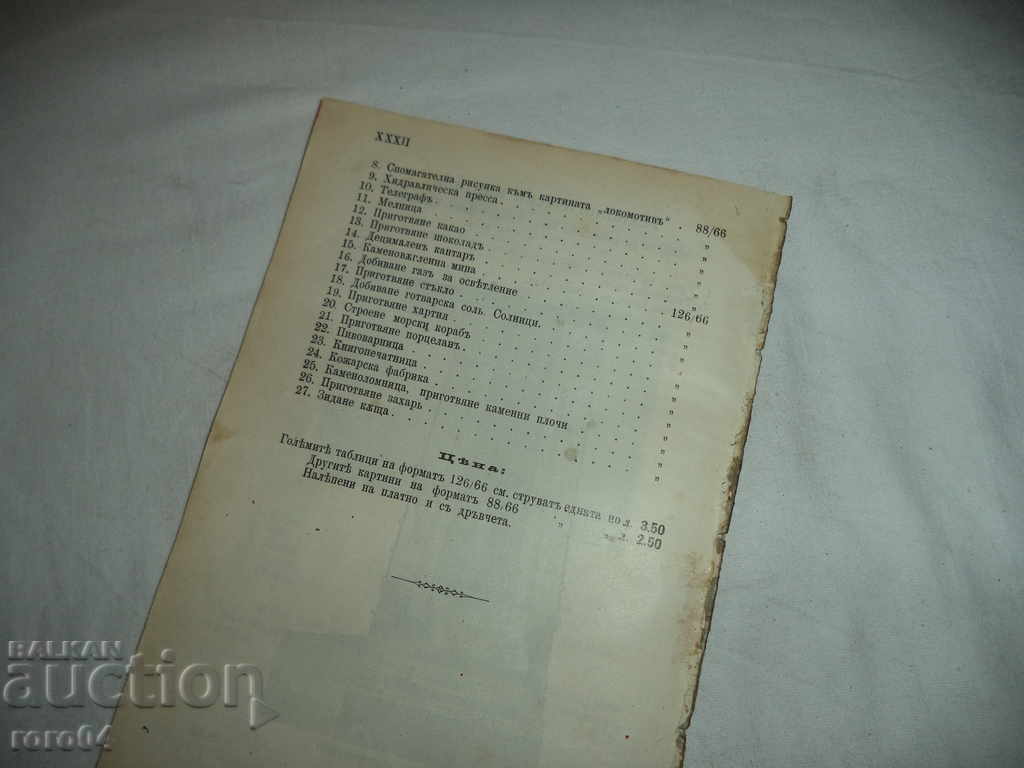 XXXII
8. Спомагателна рисунка къмъ картината „локомотивъ“ . 88/66
9. Хидравлическа пресса. „
10. Телеграфъ. „
11. Мелница „
12. Приготвяне какао „
13. Приготвяне шоколадъ „
14. Децималенъ кантаръ „
15. Каменовѫгленна мина 126/66
16. Добиване газъ за осветление „
17. Приготвяне стъкло „
18. Добиване готварска соль. Солници. „
19. Приготвяне хартия „
20. Строене морски корабъ „
21. Приготвяне порцеланъ. „
22. Пивоварница „
23. Книгопечатница „
24. Кожарска фабрика „
25. Каменоломница, приготвяне каменни плочи „
26. Приготвяне захаръ „
27. Зидане кѫща. „
Цѣна:
Голѣмитѣ таблици на форматъ 126/66 см. струватъ едната по л. 3.50
Другитѣ картини на форматъ 88/66 „ „ л. 2.50
Налѣпени на платно и съ дръвчета.
BALKAN
auction
roro04